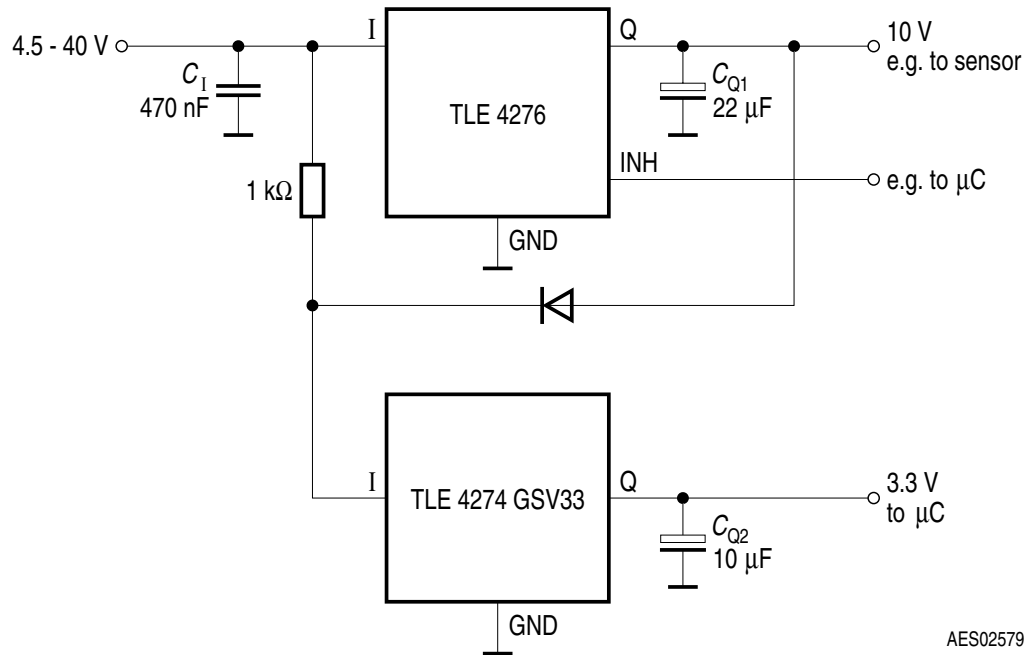 4.5 - 40 V
I
Q
10 V
e.g. to sensor
C_I
470 nF
TLE 4276
C_Q1
22 μF
1 kΩ
INH
e.g. to μC
GND
I
TLE 4274 GSV33
Q
3.3 V
to μC
C_Q2
10 μF
GND
AES02579